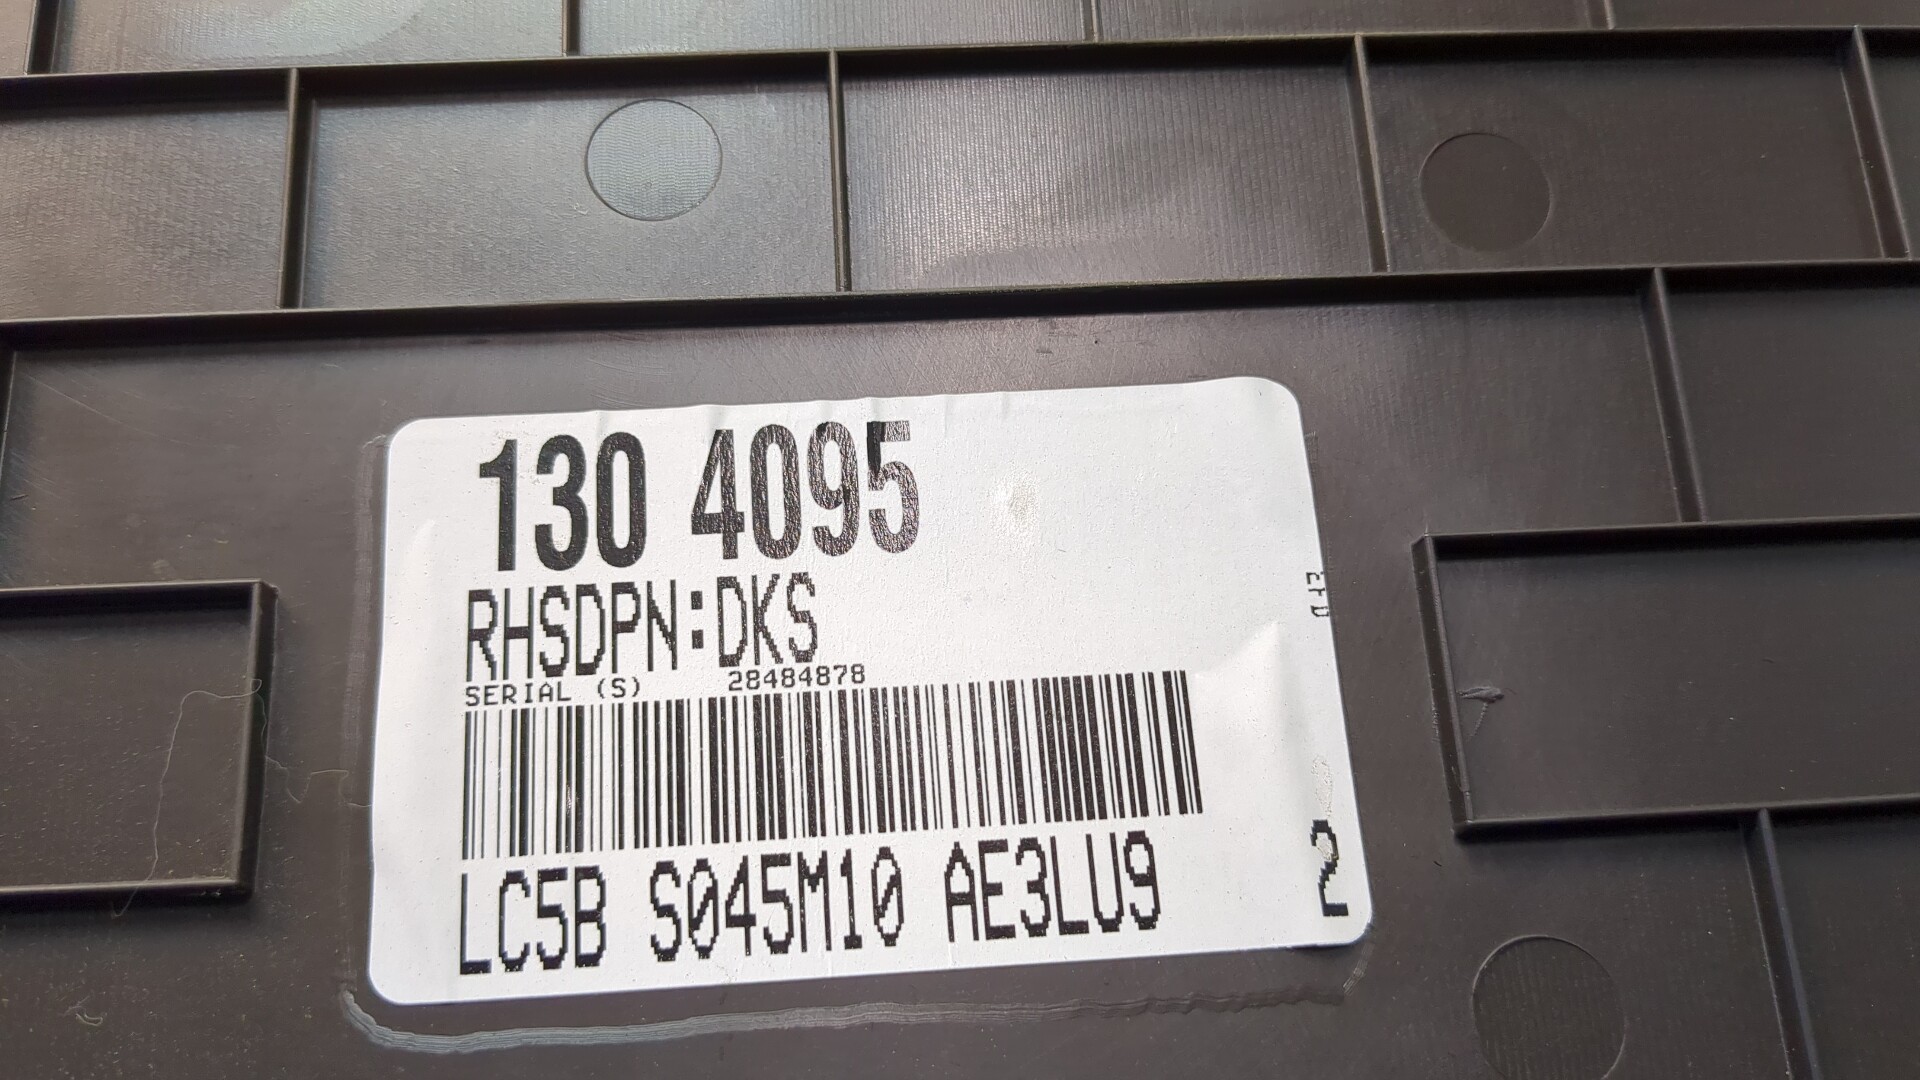 130 4095
RHSDPN:DKS
SERIAL (S) 28484878
LC5B S045M10 AE3LU9
2